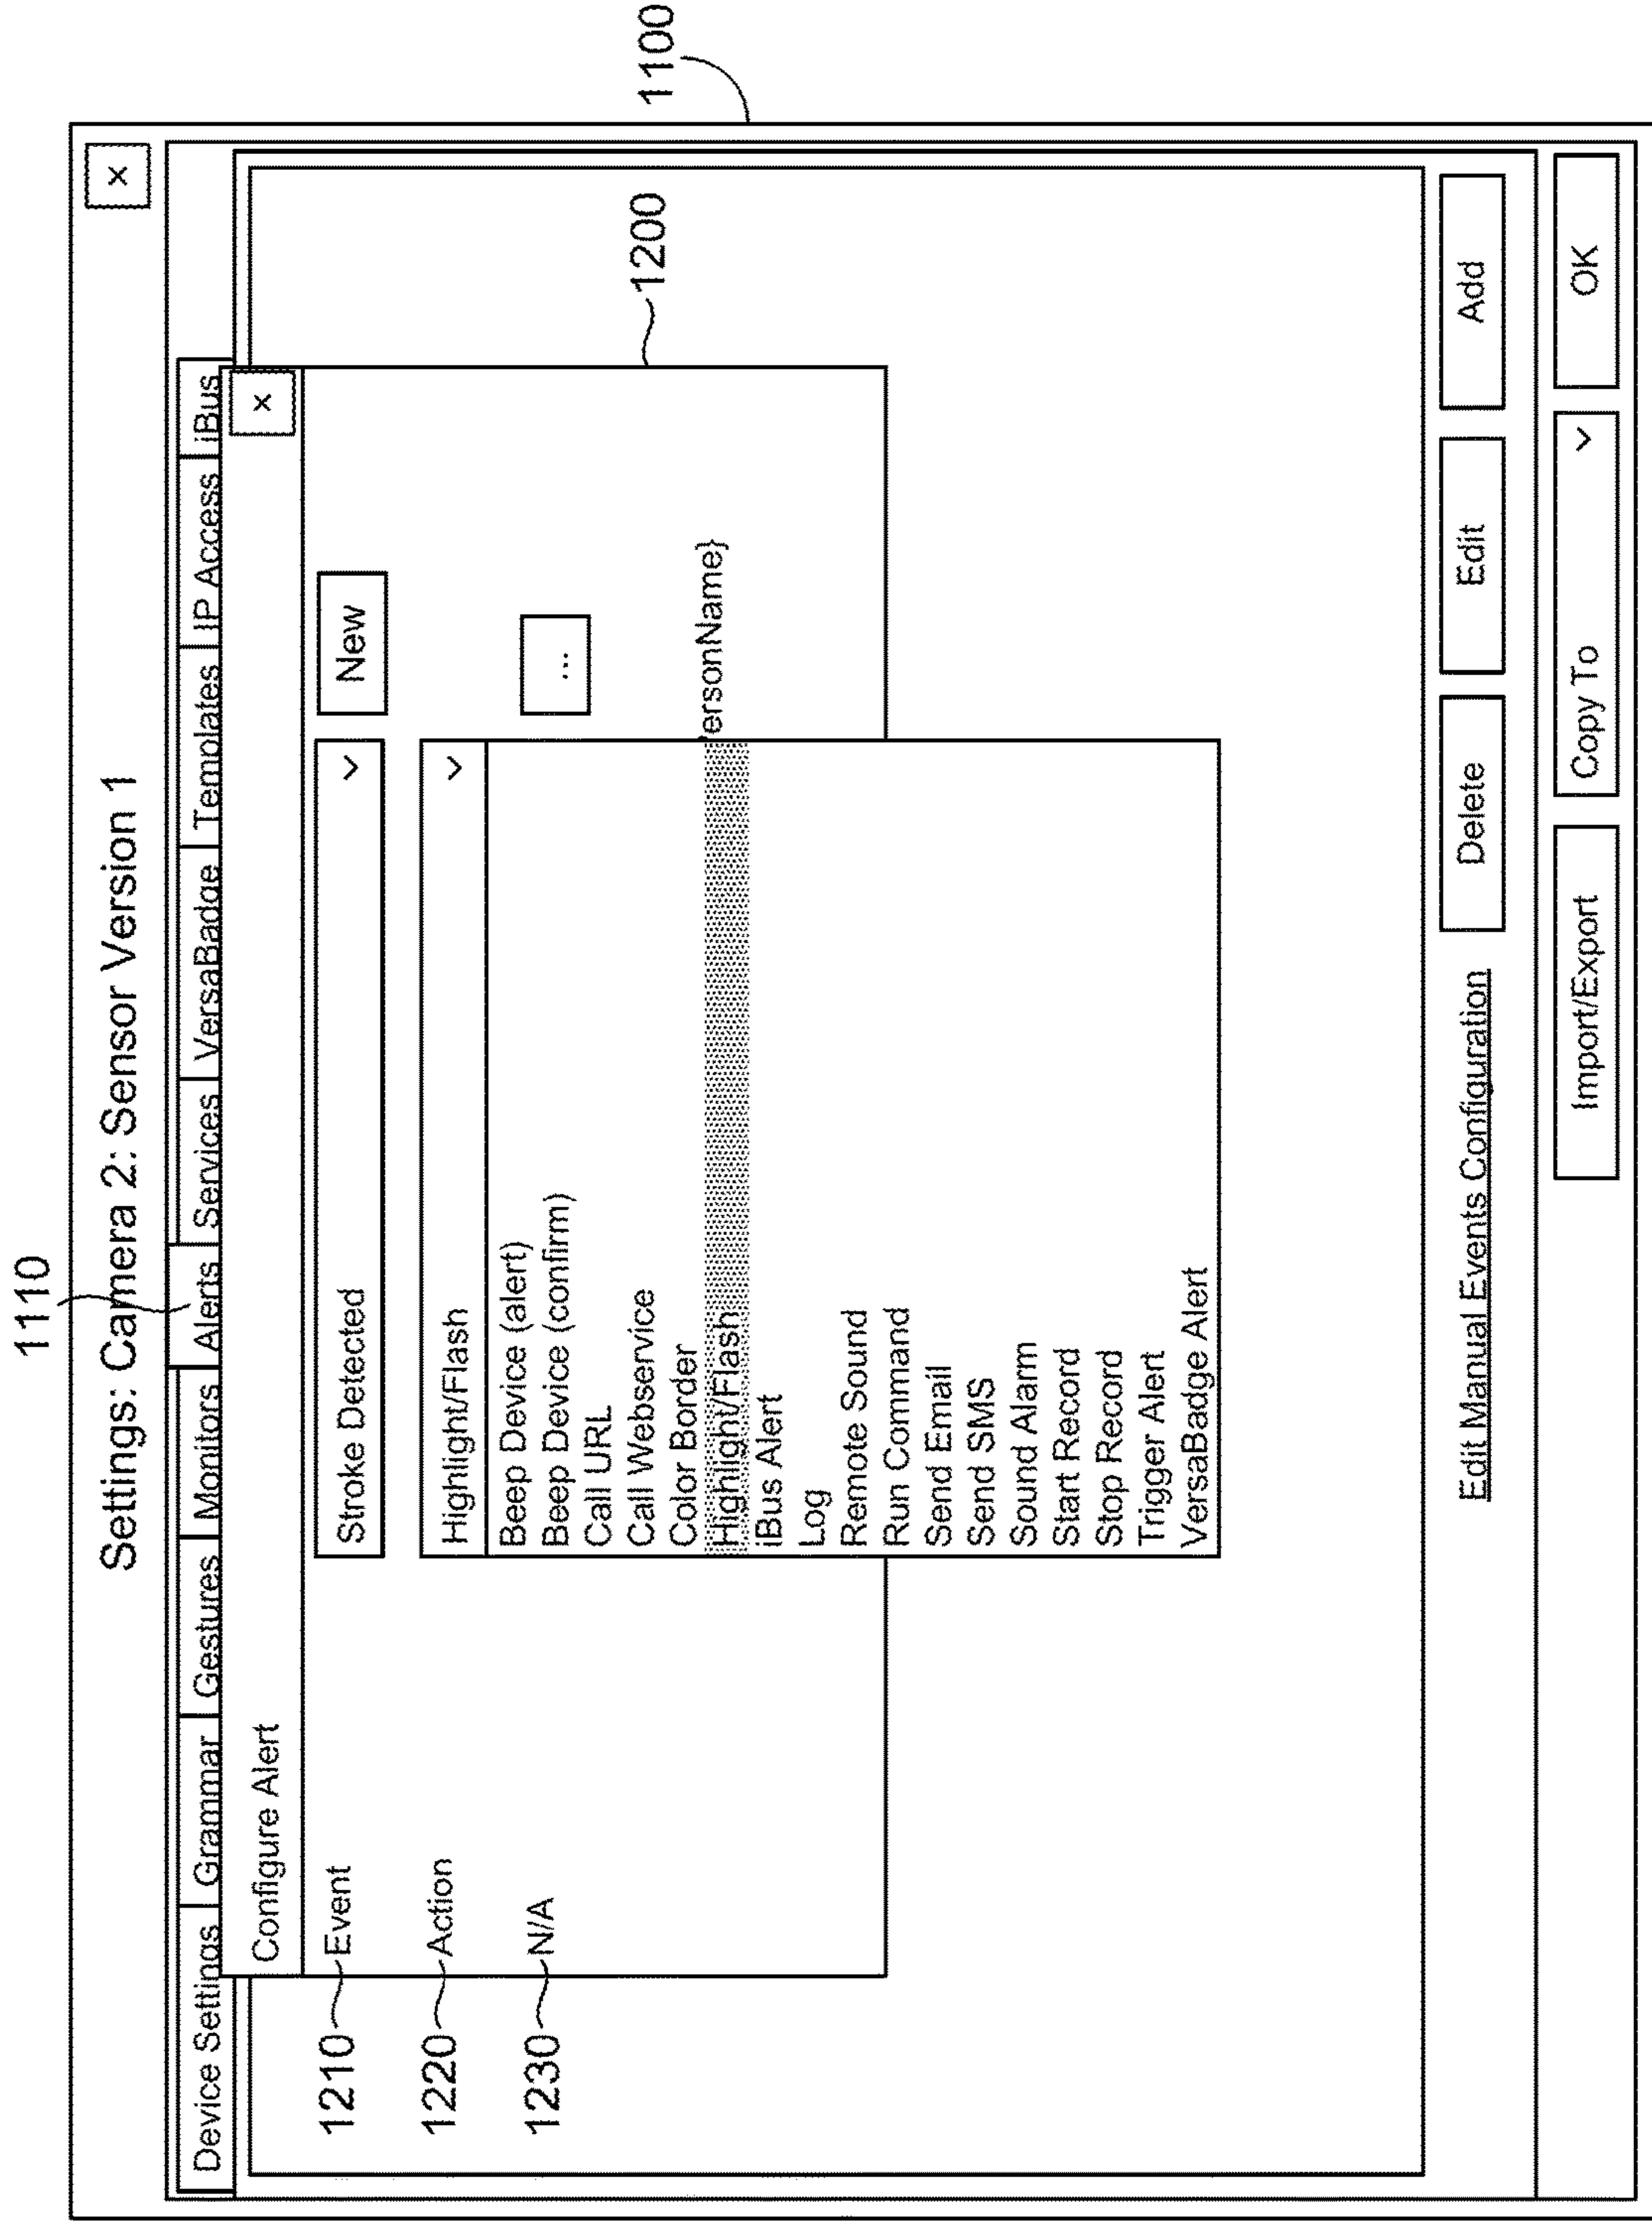 1110
1100
Settings: Camera 2: Sensor Version 1
×
Device Settings Grammar Gestures Monitors Alerts Services VersaBadge Templates IP Access iBus
Configure Alert ×
1210 Event Stroke Detected New
1220 Action Highlight/Flash
1230 N/A ...
Beep Device (alert)
Beep Device (confirm)
Call URL
Call Webservice
1200
Color Border
Highlight/Flash ersonName}
iBus Alert
Log
Remote Sound
Run Command
Send Email
Send SMS
Sound Alarm
Start Record
Stop Record
Trigger Alert
VersaBadge Alert
Edit Manual Events Configuration Delete Edit Add
Import/Export Copy To OK